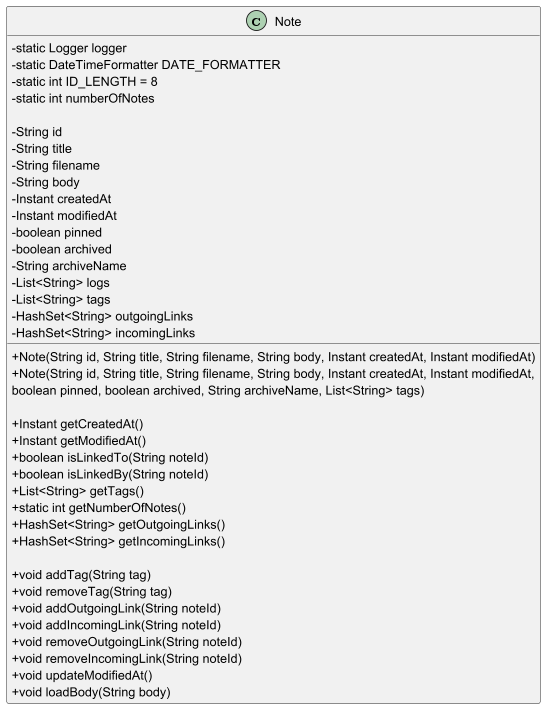 C Note
-static Logger logger
-static DateTimeFormatter DATE_FORMATTER
-static int ID_LENGTH = 8
-static int numberOfNotes
-String id
-String title
-String filename
-String body
-Instant createdAt
-Instant modifiedAt
-boolean pinned
-boolean archived
-String archiveName
-List<String> logs
-List<String> tags
-HashSet<String> outgoingLinks
-HashSet<String> incomingLinks
+Note(String id, String title, String filename, String body, Instant createdAt, Instant modifiedAt)
+Note(String id, String title, String filename, String body, Instant createdAt, Instant modifiedAt,
boolean pinned, boolean archived, String archiveName, List<String> tags)
+Instant getCreatedAt()
+Instant getModifiedAt()
+boolean isLinkedTo(String noteId)
+boolean isLinkedBy(String noteId)
+List<String> getTags()
+static int getNumberOfNotes()
+HashSet<String> getOutgoingLinks()
+HashSet<String> getIncomingLinks()
+void addTag(String tag)
+void removeTag(String tag)
+void addOutgoingLink(String noteId)
+void addIncomingLink(String noteId)
+void removeOutgoingLink(String noteId)
+void removeIncomingLink(String noteId)
+void updateModifiedAt()
+void loadBody(String body)